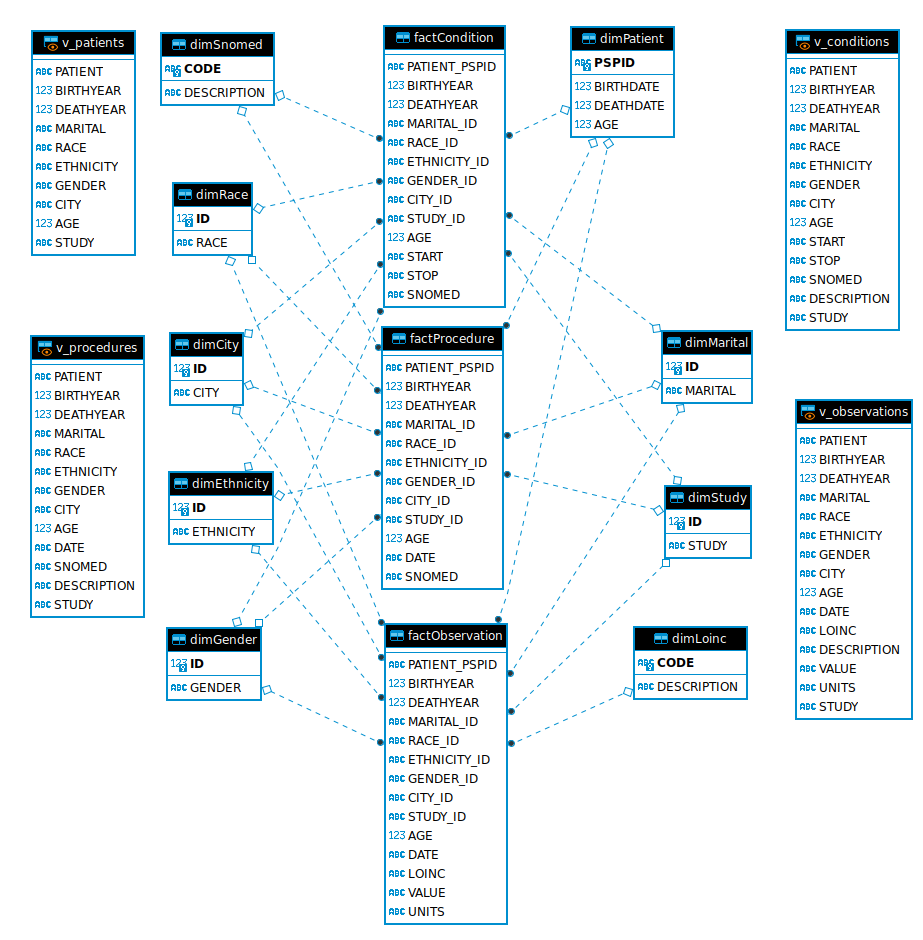 v_patients
ABC PATIENT
123 BIRTHYEAR
123 DEATHYEAR
ABC MARITAL
ABC RACE
ABC ETHNICITY
ABC GENDER
ABC CITY
123 AGE
ABC STUDY
dimSnomed
ABC CODE
ABC DESCRIPTION
factCondition
ABC PATIENT_PSPID
123 BIRTHYEAR
123 DEATHYEAR
ABC MARITAL_ID
ABC RACE_ID
ABC ETHNICITY_ID
ABC GENDER_ID
ABC CITY_ID
ABC STUDY_ID
123 AGE
ABC START
ABC STOP
ABC SNOMED
dimPatient
ABC PSPID
123 BIRTHDATE
123 DEATHDATE
123 AGE
v_conditions
ABC PATIENT
123 BIRTHYEAR
123 DEATHYEAR
ABC MARITAL
ABC RACE
ABC ETHNICITY
ABC GENDER
ABC CITY
123 AGE
ABC START
ABC STOP
ABC SNOMED
ABC DESCRIPTION
ABC STUDY
dimRace
123 ID
ABC RACE
v_procedures
ABC PATIENT
123 BIRTHYEAR
123 DEATHYEAR
ABC MARITAL
ABC RACE
ABC ETHNICITY
ABC GENDER
ABC CITY
123 AGE
ABC DATE
ABC SNOMED
ABC DESCRIPTION
ABC STUDY
dimCity
123 ID
ABC CITY
factProcedure
ABC PATIENT_PSPID
123 BIRTHYEAR
123 DEATHYEAR
ABC MARITAL_ID
ABC RACE_ID
ABC ETHNICITY_ID
ABC GENDER_ID
ABC CITY_ID
ABC STUDY_ID
123 AGE
ABC DATE
ABC SNOMED
dimMarital
123 ID
ABC MARITAL
v_observations
ABC PATIENT
123 BIRTHYEAR
123 DEATHYEAR
ABC MARITAL
ABC RACE
ABC ETHNICITY
ABC GENDER
ABC CITY
123 AGE
ABC DATE
ABC LOINC
ABC DESCRIPTION
ABC VALUE
ABC UNITS
ABC STUDY
dimEthnicity
123 ID
ABC ETHNICITY
dimStudy
123 ID
ABC STUDY
dimGender
123 ID
ABC GENDER
factObservation
ABC PATIENT_PSPID
123 BIRTHYEAR
123 DEATHYEAR
ABC MARITAL_ID
ABC RACE_ID
ABC ETHNICITY_ID
ABC GENDER_ID
ABC CITY_ID
ABC STUDY_ID
123 AGE
ABC DATE
ABC LOINC
ABC VALUE
ABC UNITS
dimLoinc
ABC CODE
ABC DESCRIPTION